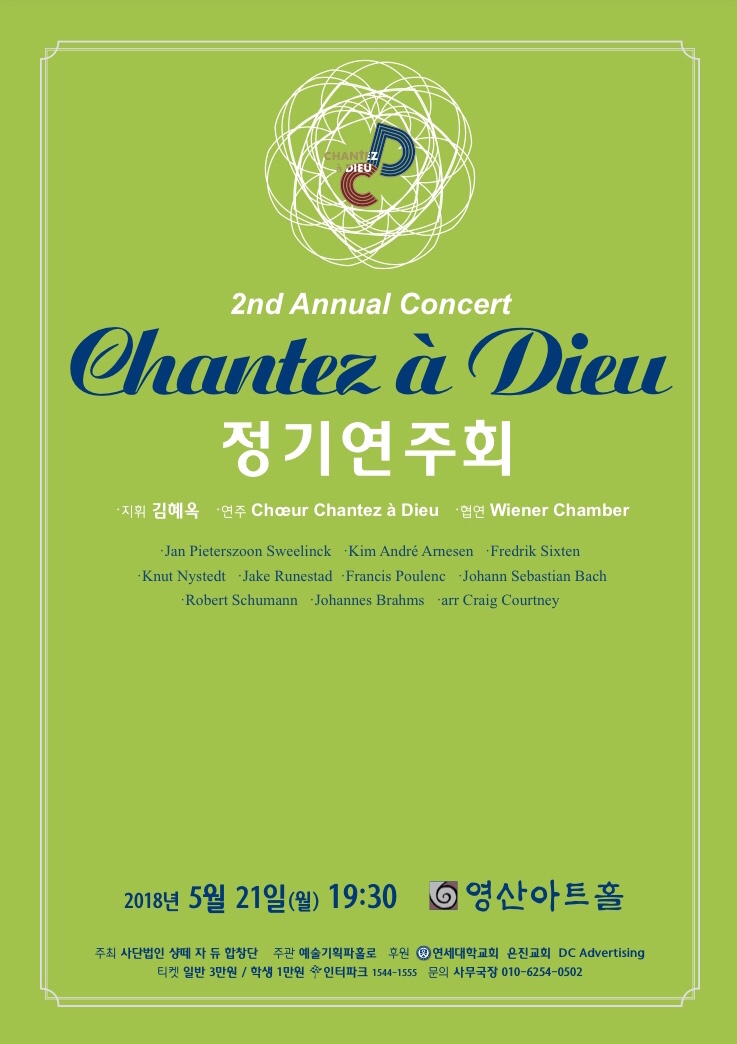 CHANTEZ
à DIEU
2nd Annual Concert
Chantez à Dieu
정기연주회
·지휘 김혜옥 ·연주 Chœur Chantez à Dieu ·협연 Wiener Chamber
·Jan Pieterszoon Sweelinck ·Kim André Arnesen ·Fredrik Sixten
·Knut Nystedt ·Jake Runestad ·Francis Poulenc ·Johann Sebastian Bach
·Robert Schumann ·Johannes Brahms ·arr Craig Courtney
2018년 5월 21일(월) 19:30 영산아트홀
주최 사단법인 샹떼 자 듀 합창단 주관 예술기획파홀로 후원 연세대학교회 은진교회 DC Advertising
티켓 일반 3만원 / 학생 1만원 인터파크 1544-1555 문의 사무국장 010-6254-0502